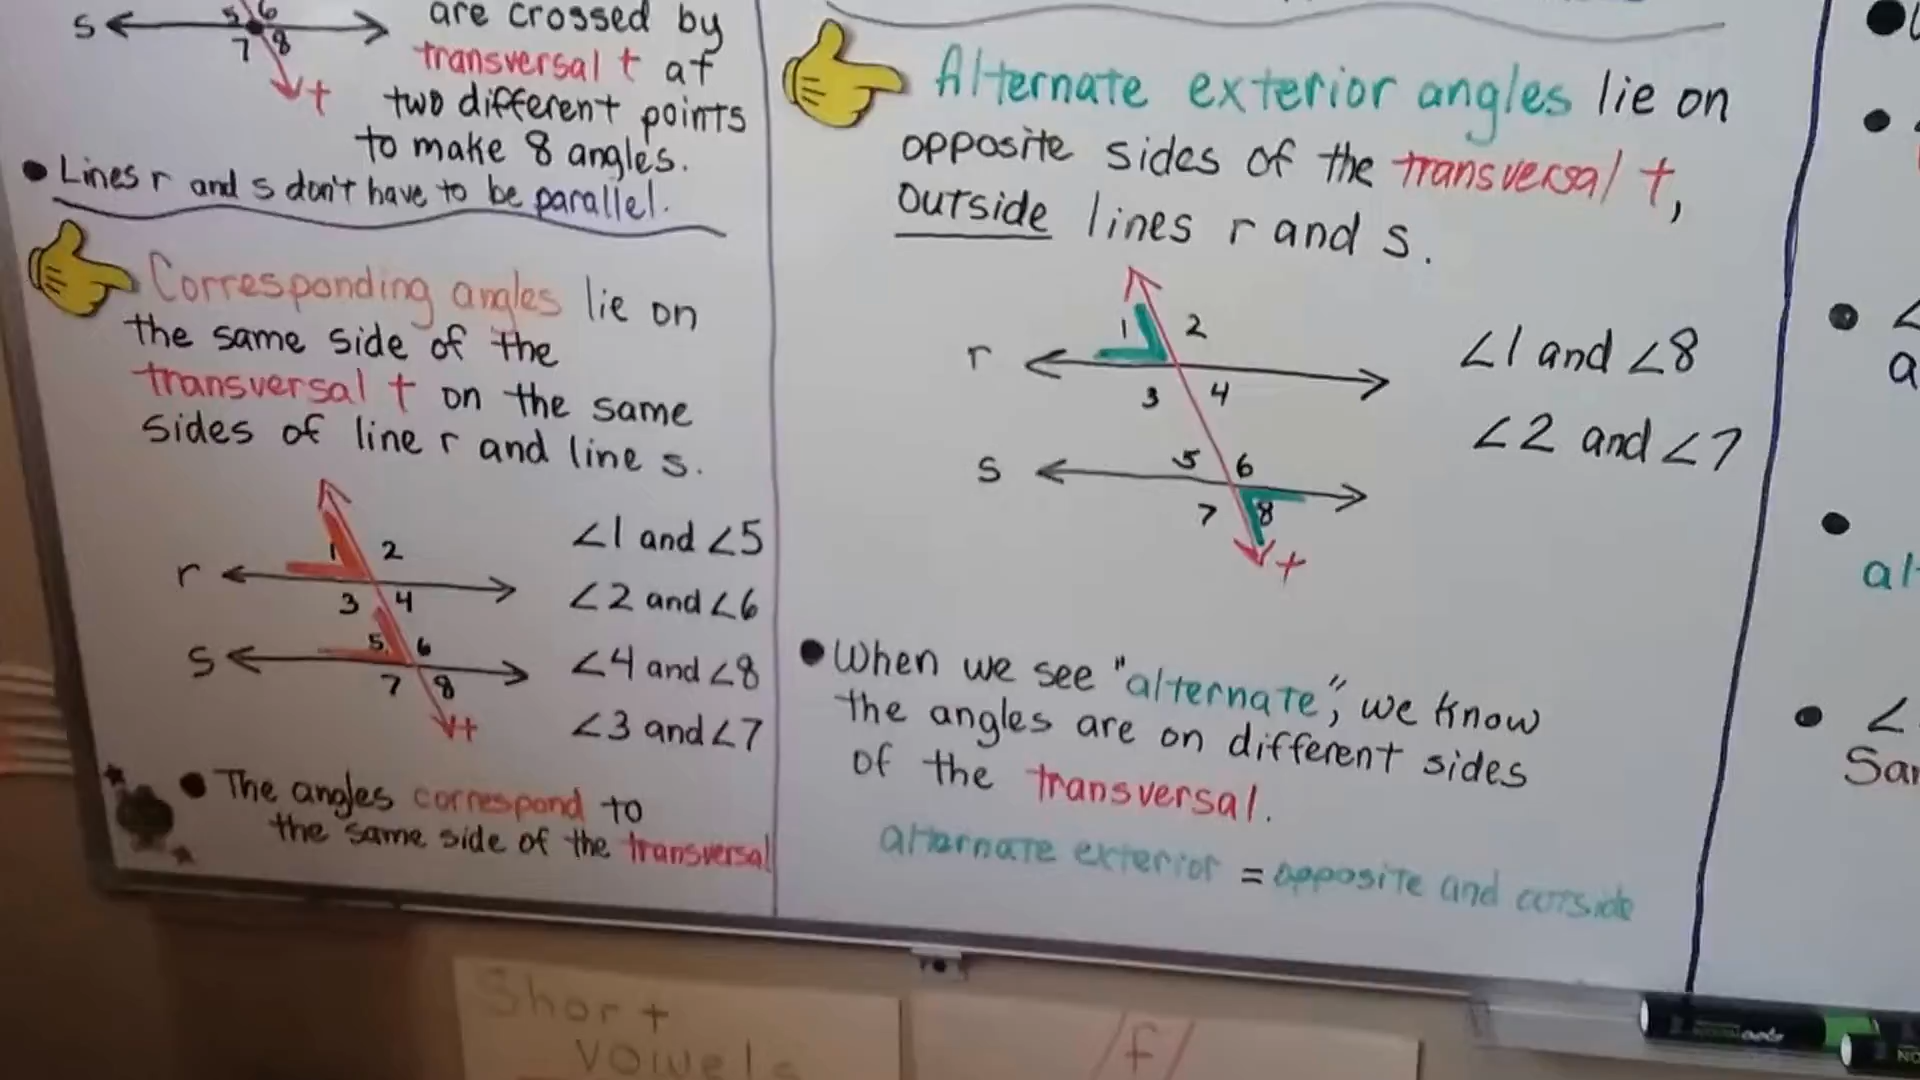 5 6
s
7 8
t
are crossed by
transversal t at
two different points
to make 8 angles.
Lines r and s don't have to be parallel.
Corresponding angles lie on
the same side of the
transversal t on the same
sides of line r and line s.
1 2
r
3 4
5 6
s
7 8
t
∠1 and ∠5
∠2 and ∠6
∠4 and ∠8
∠3 and ∠7
The angles correspond to
the same side of the transversal
Alternate exterior angles lie on
opposite sides of the transversal t,
outside lines r and s.
1 2
r
3 4
5 6
s
7 8
t
∠1 and ∠8
∠2 and ∠7
When we see "alternate", we know
the angles are on different sides
of the transversal.
alternate exterior = opposite and outside
∠
a
al
∠
Sa
Short
vowels
/f/